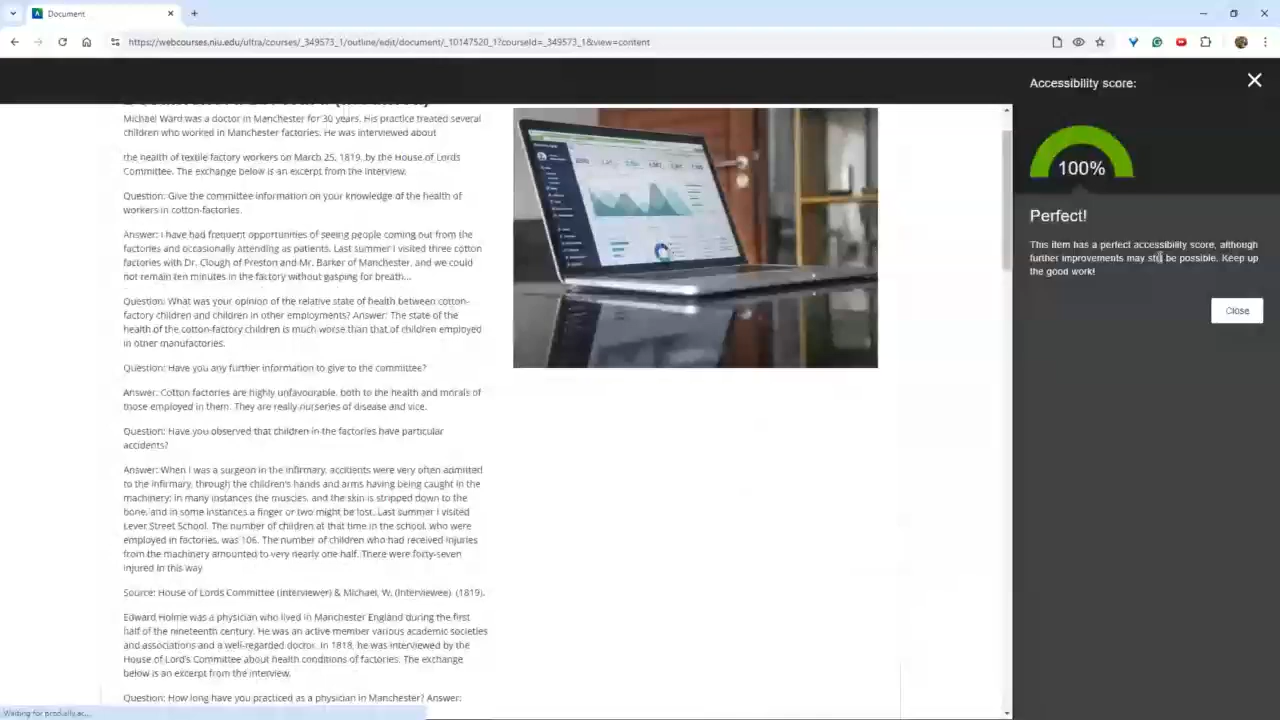 Document
https://webcourses.niu.edu/ultra/courses/_349573_1/outline/edit/document/_10147520_1?courseId=_349573_1&view=content
Accessibility score:
100%
Perfect!
This item has a perfect accessibility score, although
further improvements may still be possible. Keep up
the good work!
Close
Michael Ward was a doctor in Manchester for 30 years. His practice treated several
children who worked in Manchester factories. He was interviewed about
the health of textile factory workers on March 25, 1819, by the House of Lords
Committee. The exchange below is an excerpt from the interview.
Question: Give the committee information on your knowledge of the health of
workers in cotton-factories.
Answer: I have had frequent opportunities of seeing people coming out from the
factories and occasionally attending as patients. Last summer I visited three cotton
factories with Dr. Clough of Preston and Mr. Barker of Manchester, and we could
not remain ten minutes in the factory without gasping for breath...
Question: What was your opinion of the relative state of health between cotton-
factory children and children in other employments? Answer: The state of the
health of the cotton-factory children is much worse than that of children employed
in other manufactories.
Question: Have you any further information to give to the committee?
Answer: Cotton factories are highly unfavourable, both to the health and morals of
those employed in them. They are really nurseries of disease and vice.
Question: Have you observed that children in the factories have particular
accidents?
Answer: When I was a surgeon in the infirmary, accidents were very often admitted
to the infirmary, through the children's hands and arms having being caught in the
machinery; in many instances the muscles, and the skin is stripped down to the
bone, and in some instances a finger or two might be lost. Last summer I visited
Lever Street School. The number of children at that time in the school, who were
employed in factories, was 106. The number of children who had received injuries
from the machinery amounted to very nearly one half. There were forty-seven
injured in this way
Source: House of Lords Committee (Interviewer) & Michael, W. (Interviewee). (1819).
Edward Holme was a physician who lived in Manchester England during the first
half of the nineteenth century. He was an active member various academic societies
and associations and a well-regarded doctor. In 1818, he was interviewed by the
House of Lord's Committee about health conditions of factories. The exchange
below is an excerpt from the interview.
Question: How long have you practiced as a physician in Manchester? Answer:
Waiting for prod.ally.ac...